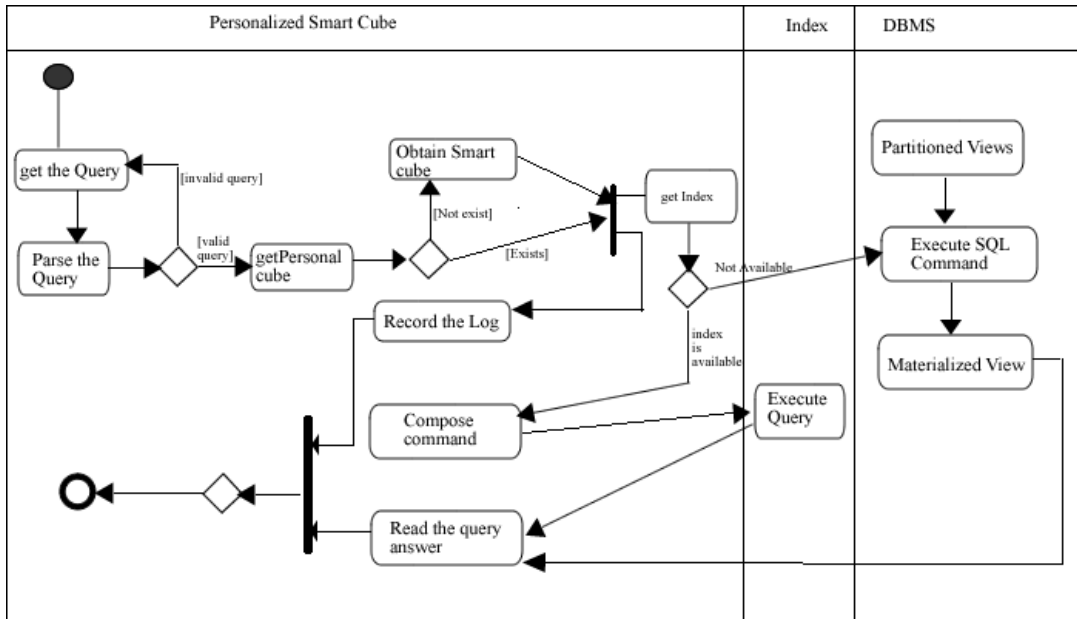 Personalized Smart Cube
Index
DBMS
get the Query
[invalid query]
Parse the
Query
[valid
query]
getPersonal
cube
Obtain Smart
cube
[Not exist]
[Exists]
get Index
Not Available
index
is
available
Record the Log
Compose
command
Execute
Query
Read the query
answer
Partitioned Views
Execute SQL
Command
Materialized View